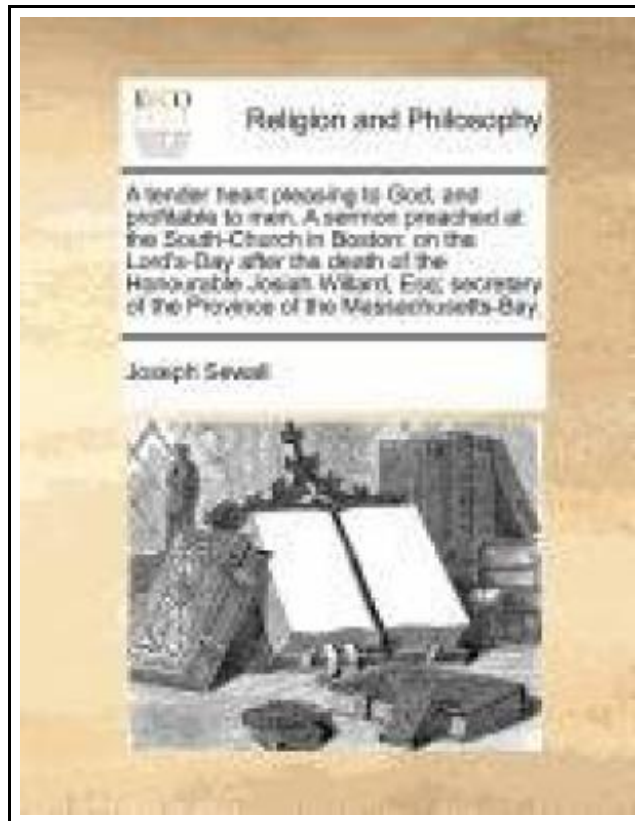 ECCO
Religion and Philosophy
A tender heart pleasing to God, and
profitable to men. A sermon preached at
the South-Church in Boston: on the
Lord's-Day after the death of the
Honourable Josiah Willard, Esq; secretary
of the Province of the Massachusetts-Bay.
Joseph Sewall